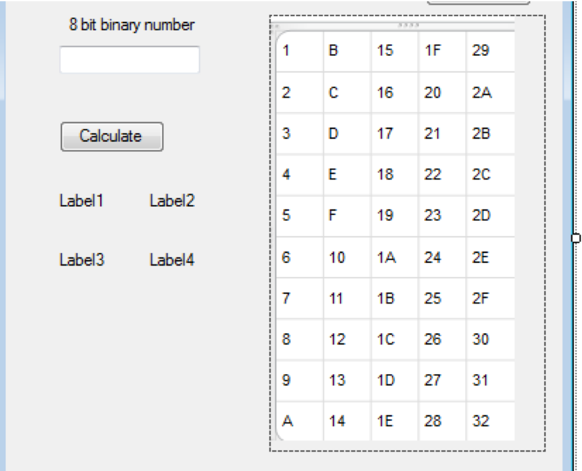 8 bit binary number
Calculate
Label1 Label2
Label3 Label4
1 B 15 1F 29
2 C 16 20 2A
3 D 17 21 2B
4 E 18 22 2C
5 F 19 23 2D
6 10 1A 24 2E
7 11 1B 25 2F
8 12 1C 26 30
9 13 1D 27 31
A 14 1E 28 32